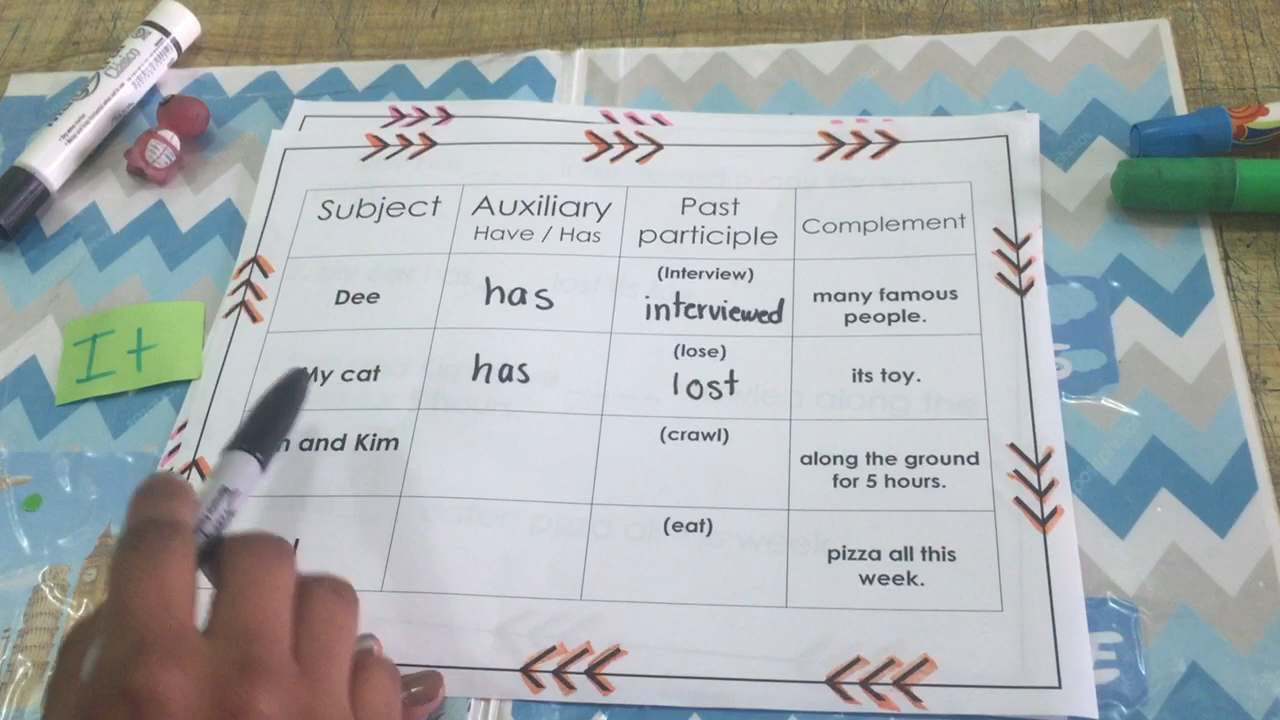 Subject
Auxiliary
Have / Has
Past
participle
Complement
Dee
has
(Interview)
interviewed
many famous
people.
My cat
has
(lose)
lost
its toy.
and Kim
(crawl)
along the ground
for 5 hours.
(eat)
pizza all this
week.
It